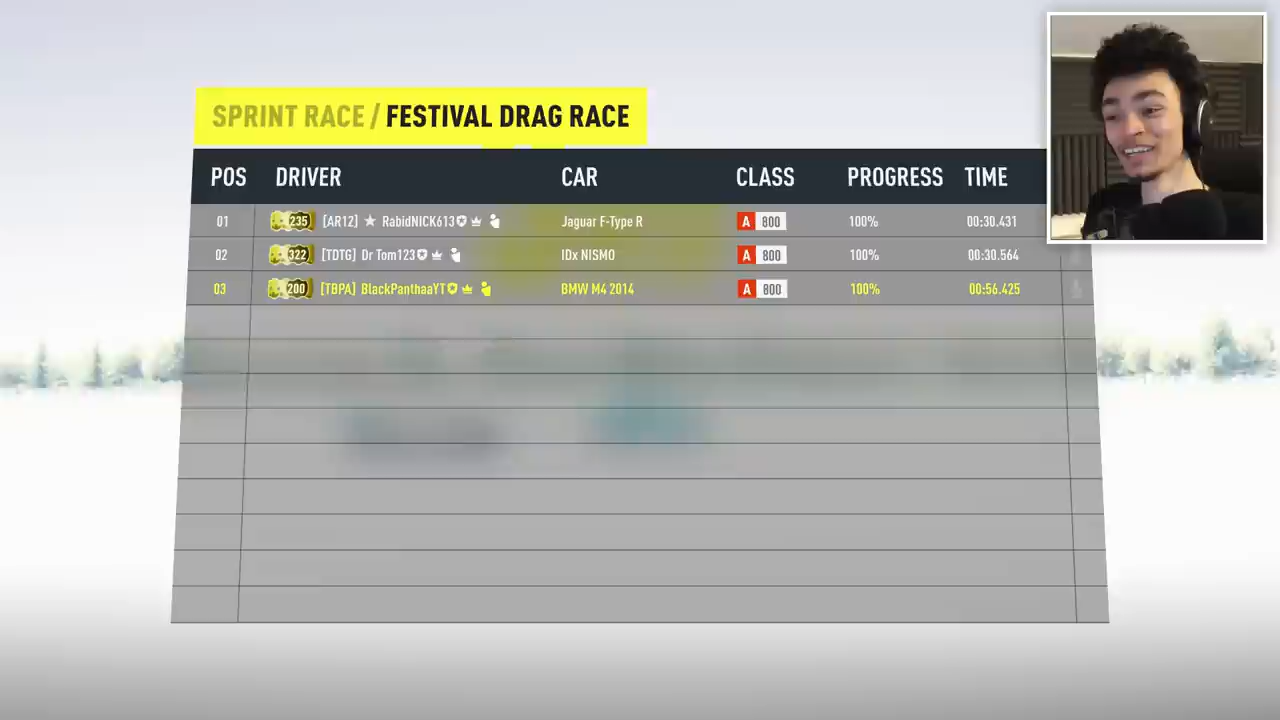 SPRINT RACE / FESTIVAL DRAG RACE
POS DRIVER CAR CLASS PROGRESS TIME
01 235 [AR12] ★ RabidNICK613 Jaguar F-Type R A 800 100% 00:30.431
02 322 [TDTG] Dr Tom123 IDx NISMO A 800 100% 00:30.564
03 200 [TBPA] BlackPanthaaYT BMW M4 2014 A 800 100% 00:56.425